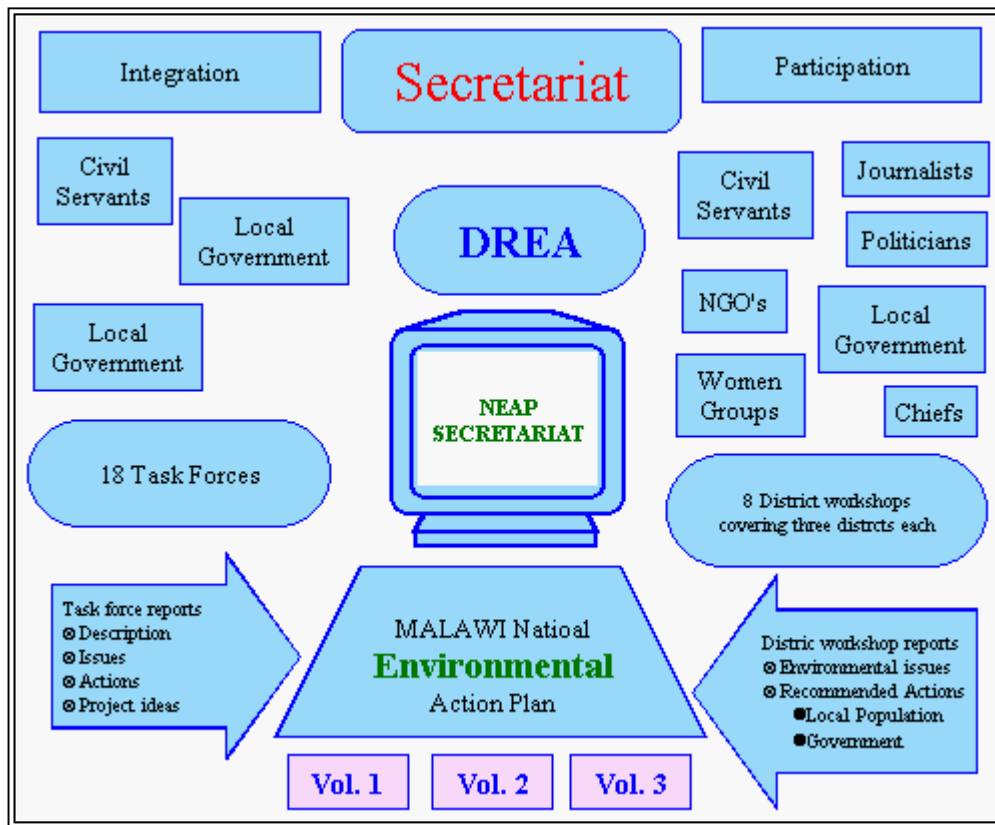 Integration
Secretariat
Participation
Civil
Servants
Local
Government
Local
Government
18 Task Forces
DREA
NEAP
SECRETARIAT
Civil
Servants
Journalists
Politicians
NGO's
Local
Government
Women
Groups
Chiefs
8 District workshops
covering three distrcts each
Task force reports
⊗Description
⊗Issues
⊗Actions
⊗Project ideas
MALAWI Natioal
Environmental
Action Plan
Distric workshop reports
⊗Environmental issues
⊗Recommended Actions
●Local Population
●Government
Vol. 1
Vol. 2
Vol. 3